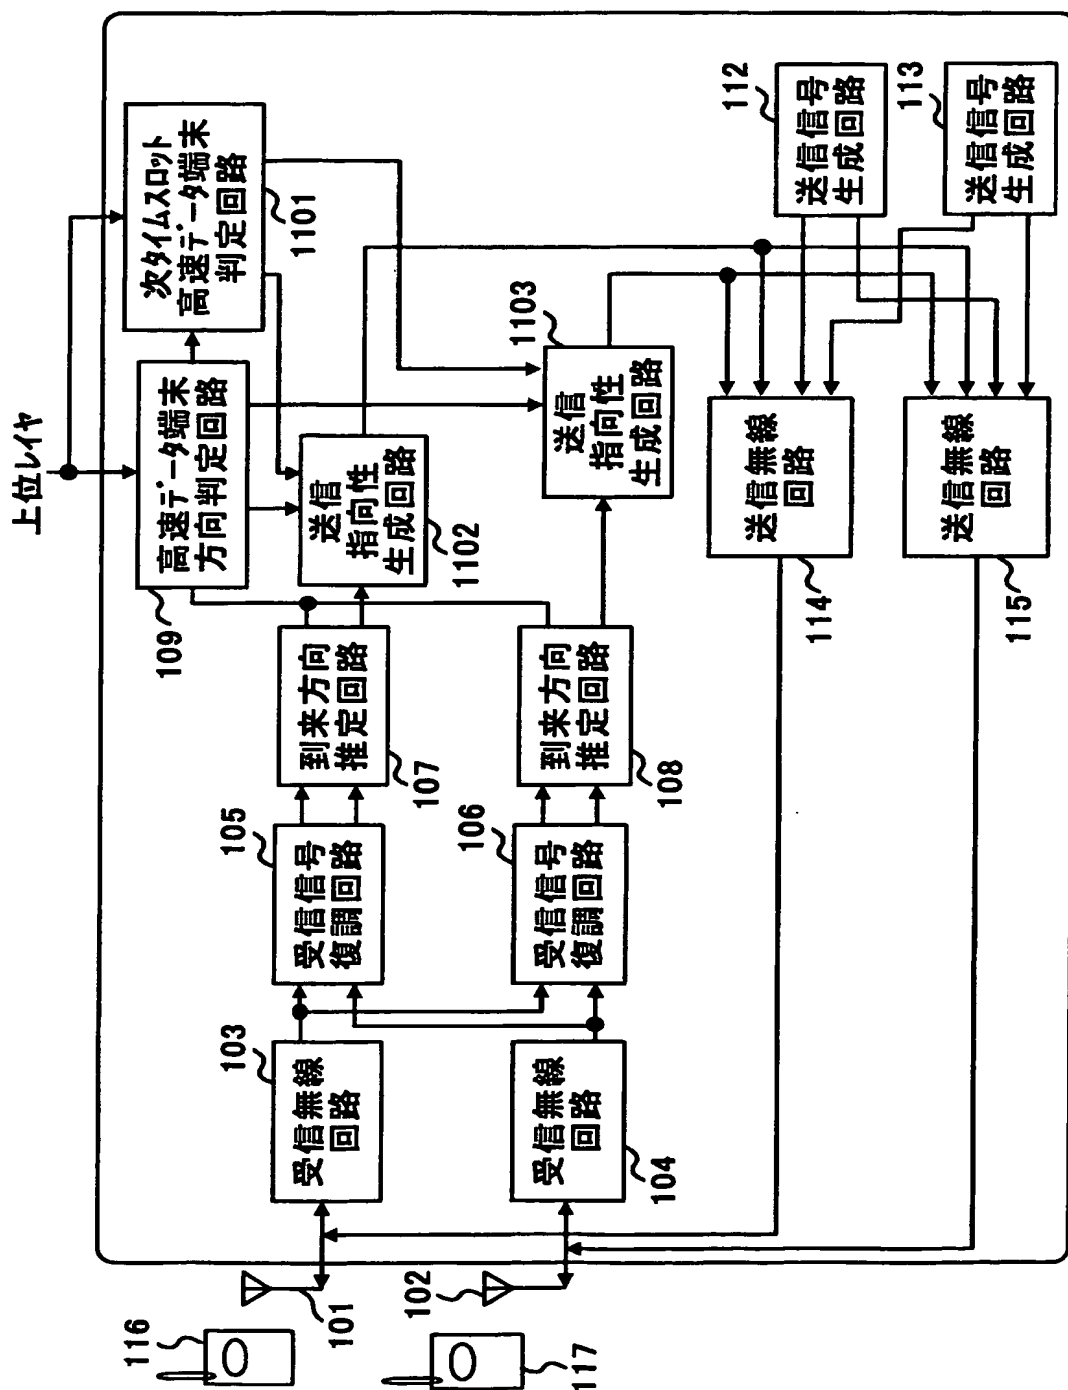 上位レイヤ
次タイムスロット
高速データ端末
判定回路
1101
高速データ端末
方向判定回路
109
送信
指向性
生成回路
1102
送信
指向性
生成回路
1103
到来方向
推定回路
107
到来方向
推定回路
108
受信信号
復調回路
105
受信信号
復調回路
106
受信無線
回路
103
受信無線
回路
104
送信信号
生成回路
112
送信信号
生成回路
113
送信無線
回路
114
送信無線
回路
115
101
102
116
117